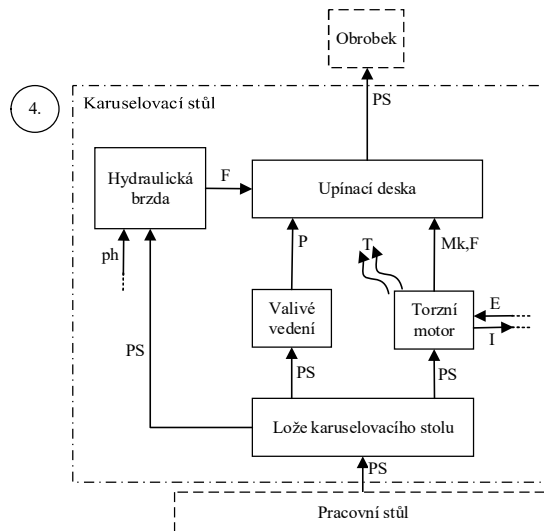 Obrobek
PS
4.
Karuselovací stůl
Hydraulická
brzda
F
Upínací deska
ph
P
T
Mk,F
Valivé
vedení
Torzní
motor
E
I
PS
PS
PS
Lože karuselovacího stolu
PS
Pracovní stůl